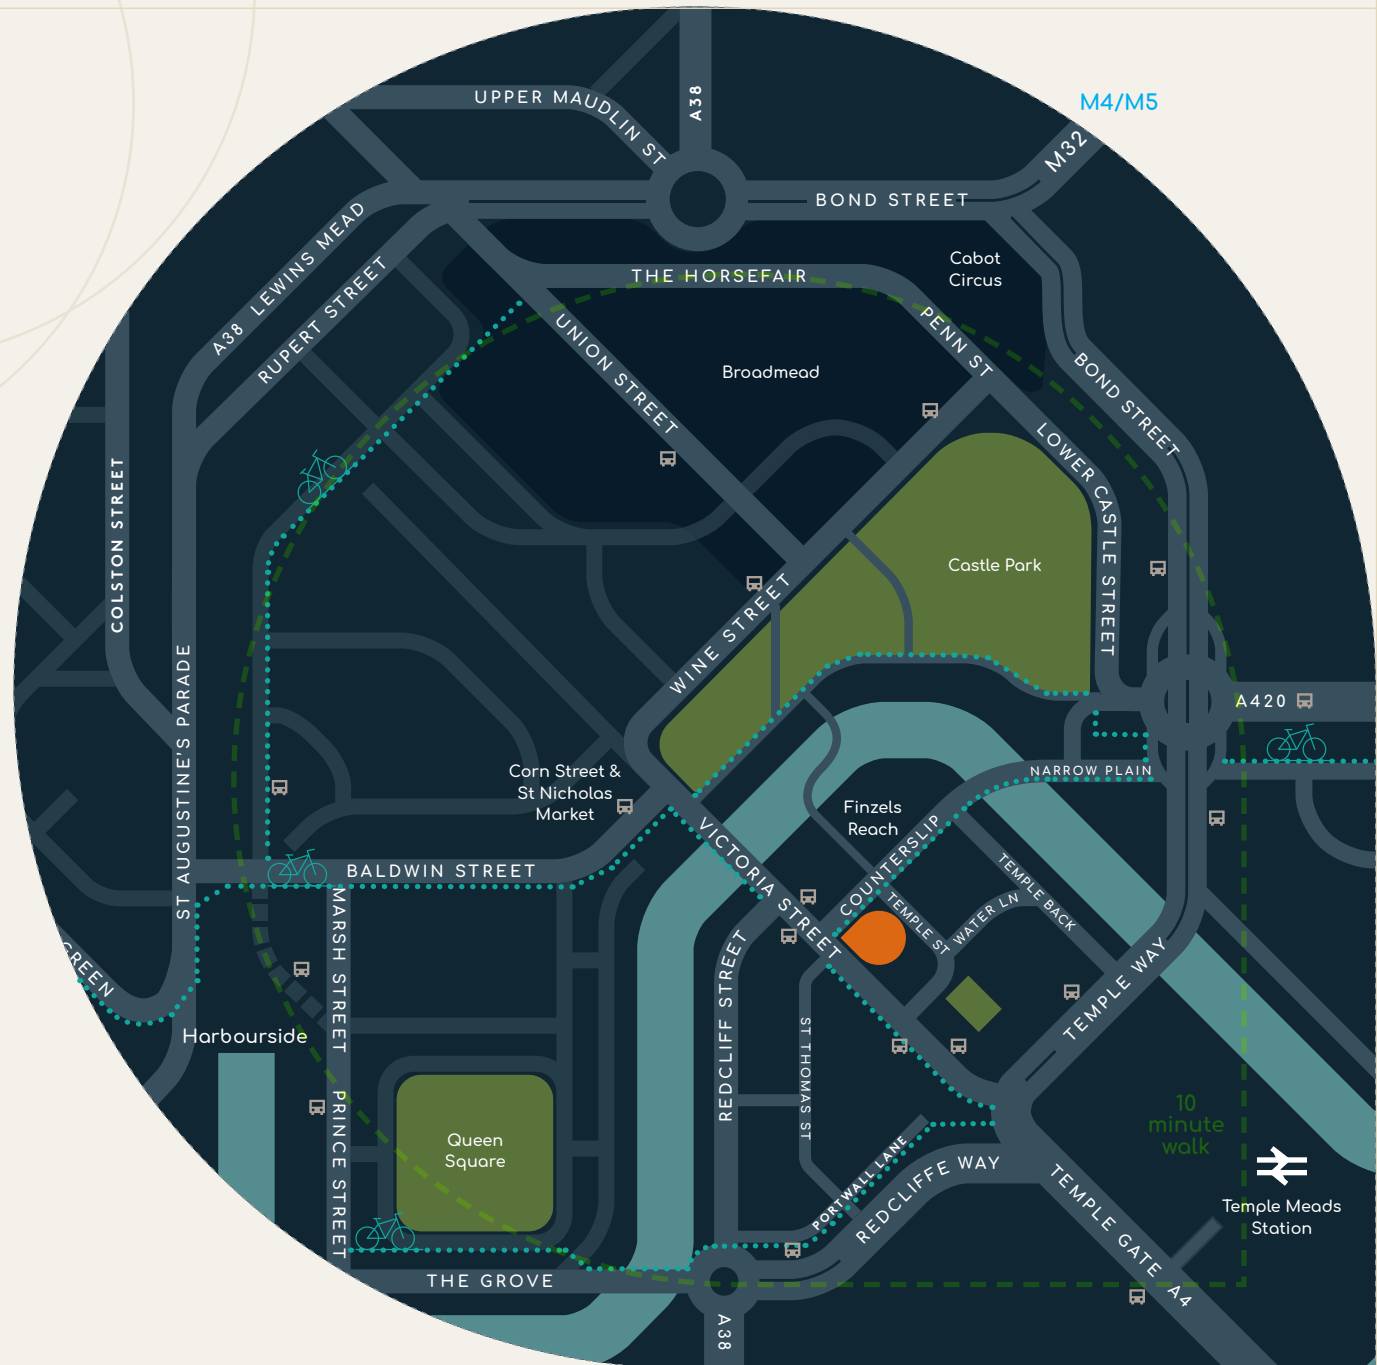 M4/M5
UPPER MAUDLIN ST
A38
M32
BOND STREET
A38 LEWINS MEAD
RUPERT STREET
THE HORSEFAIR
Cabot
Circus
PENN ST
UNION STREET
Broadmead
BOND STREET
LOWER CASTLE STREET
COLSTON STREET
Castle Park
WINE STREET
ST AUGUSTINE'S PARADE
A420
NARROW PLAIN
Corn Street &
St Nicholas
Market
Finzels
Reach
VICTORIA STREET
COUNTERSLIP
BALDWIN STREET
TEMPLE BACK
TEMPLE ST
WATER LN
MARSH STREET
GREEN
REDCLIFF STREET
TEMPLE WAY
Harbourside
ST THOMAS ST
PRINCE STREET
Queen
Square
10
minute
walk
PORTWALL LANE
REDCLIFFE WAY
TEMPLE GATE A4
Temple Meads
Station
THE GROVE
A38